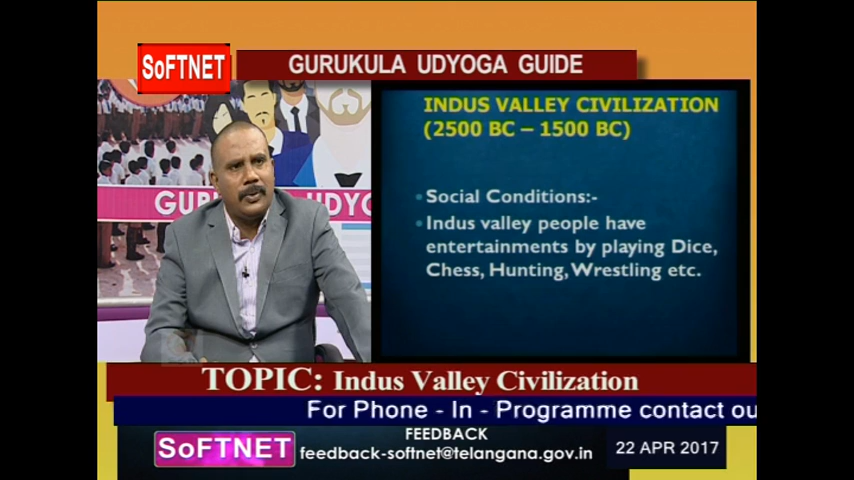 SoFTNET
GURUKULA UDYOGA GUIDE
INDUS VALLEY CIVILIZATION
(2500 BC – 1500 BC)
• Social Conditions:-
• Indus valley people have
entertainments by playing Dice,
Chess, Hunting, Wrestling etc.
UDYO
TOPIC: Indus Valley Civilization
For Phone - In - Programme contact ou
SoFTNET
FEEDBACK
feedback-softnet@telangana.gov.in
22 APR 2017